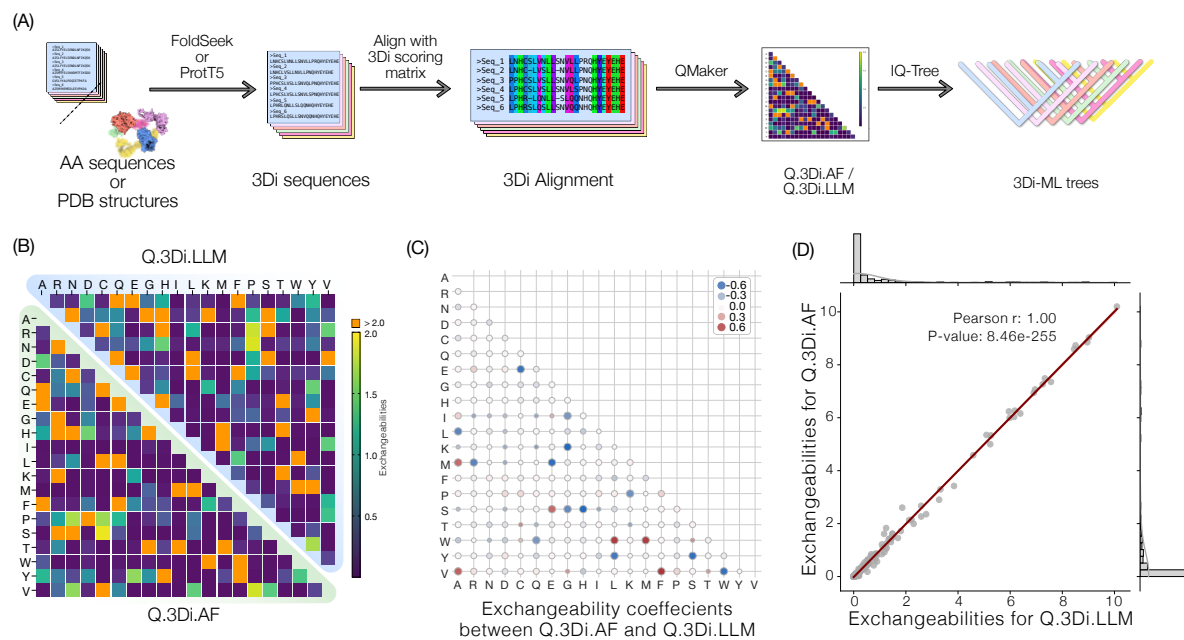 (A)
FoldSeek
or
ProtT5
Align with
3Di scoring
matrix
QMaker
IQ-Tree
>Seq_1
LNHCSLVNLLSNVLLPRQHYEYEHE
>Seq_2
>Seq_3
>Seq_4
>Seq_5
>Seq_6
>Seq_1 LNHCSLVNLLSNVLLPRQHYEYEHE
AA sequences
or
PDB structures
3Di sequences
3Di Alignment
Q.3Di.AF /
Q.3Di.LLM
3Di-ML trees
(B)
Q.3Di.LLM
A R N D C Q E G H I L K M F P S T W Y V
A
R
N
D
C
Q
E
G
H
I
L
K
M
F
P
S
T
W
Y
V
> 2.0
2.0
1.5
1.0
0.5
Exchangeabilities
Q.3Di.AF
(C)
A
R
N
D
C
Q
E
G
H
I
L
K
M
F
P
S
T
W
Y
V
-0.6
-0.3
0.0
0.3
0.6
A R N D C Q E G H I L K M F P S T W Y V
Exchangeability coeffecients
between Q.3Di.AF and Q.3Di.LLM
(D)
Pearson r: 1.00
P-value: 8.46e-255
Exchangeabilities for Q.3Di.AF
10
8
6
4
2
0
0 2 4 6 8 10
Exchangeabilities for Q.3Di.LLM